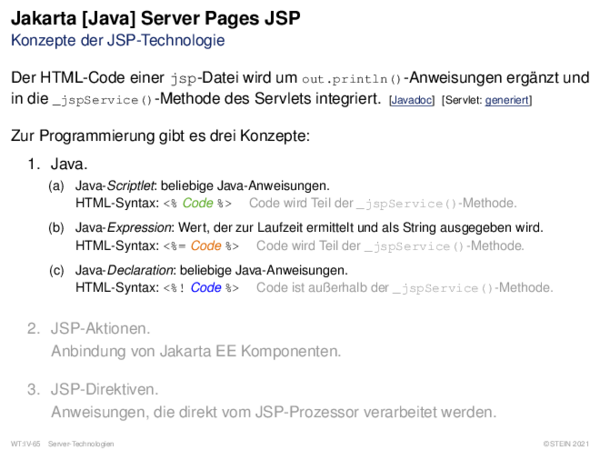 Jakarta [Java] Server Pages JSP
Konzepte der JSP-Technologie
Der HTML-Code einer jsp-Datei wird um out.println()-Anweisungen ergänzt und
in die _jspService()-Methode des Servlets integriert. [Javadoc] [Servlet: generiert]
Zur Programmierung gibt es drei Konzepte:
1. Java.
(a) Java-Scriptlet: beliebige Java-Anweisungen.
HTML-Syntax: <% Code %> Code wird Teil der _jspService()-Methode.
(b) Java-Expression: Wert, der zur Laufzeit ermittelt und als String ausgegeben wird.
HTML-Syntax: <%= Code %> Code wird Teil der _jspService()-Methode.
(c) Java-Declaration: beliebige Java-Anweisungen.
HTML-Syntax: <%! Code %> Code ist außerhalb der _jspService()-Methode.
2. JSP-Aktionen.
Anbindung von Jakarta EE Komponenten.
3. JSP-Direktiven.
Anweisungen, die direkt vom JSP-Prozessor verarbeitet werden.
WT:IV-65 Server-Technologien ©STEIN 2021